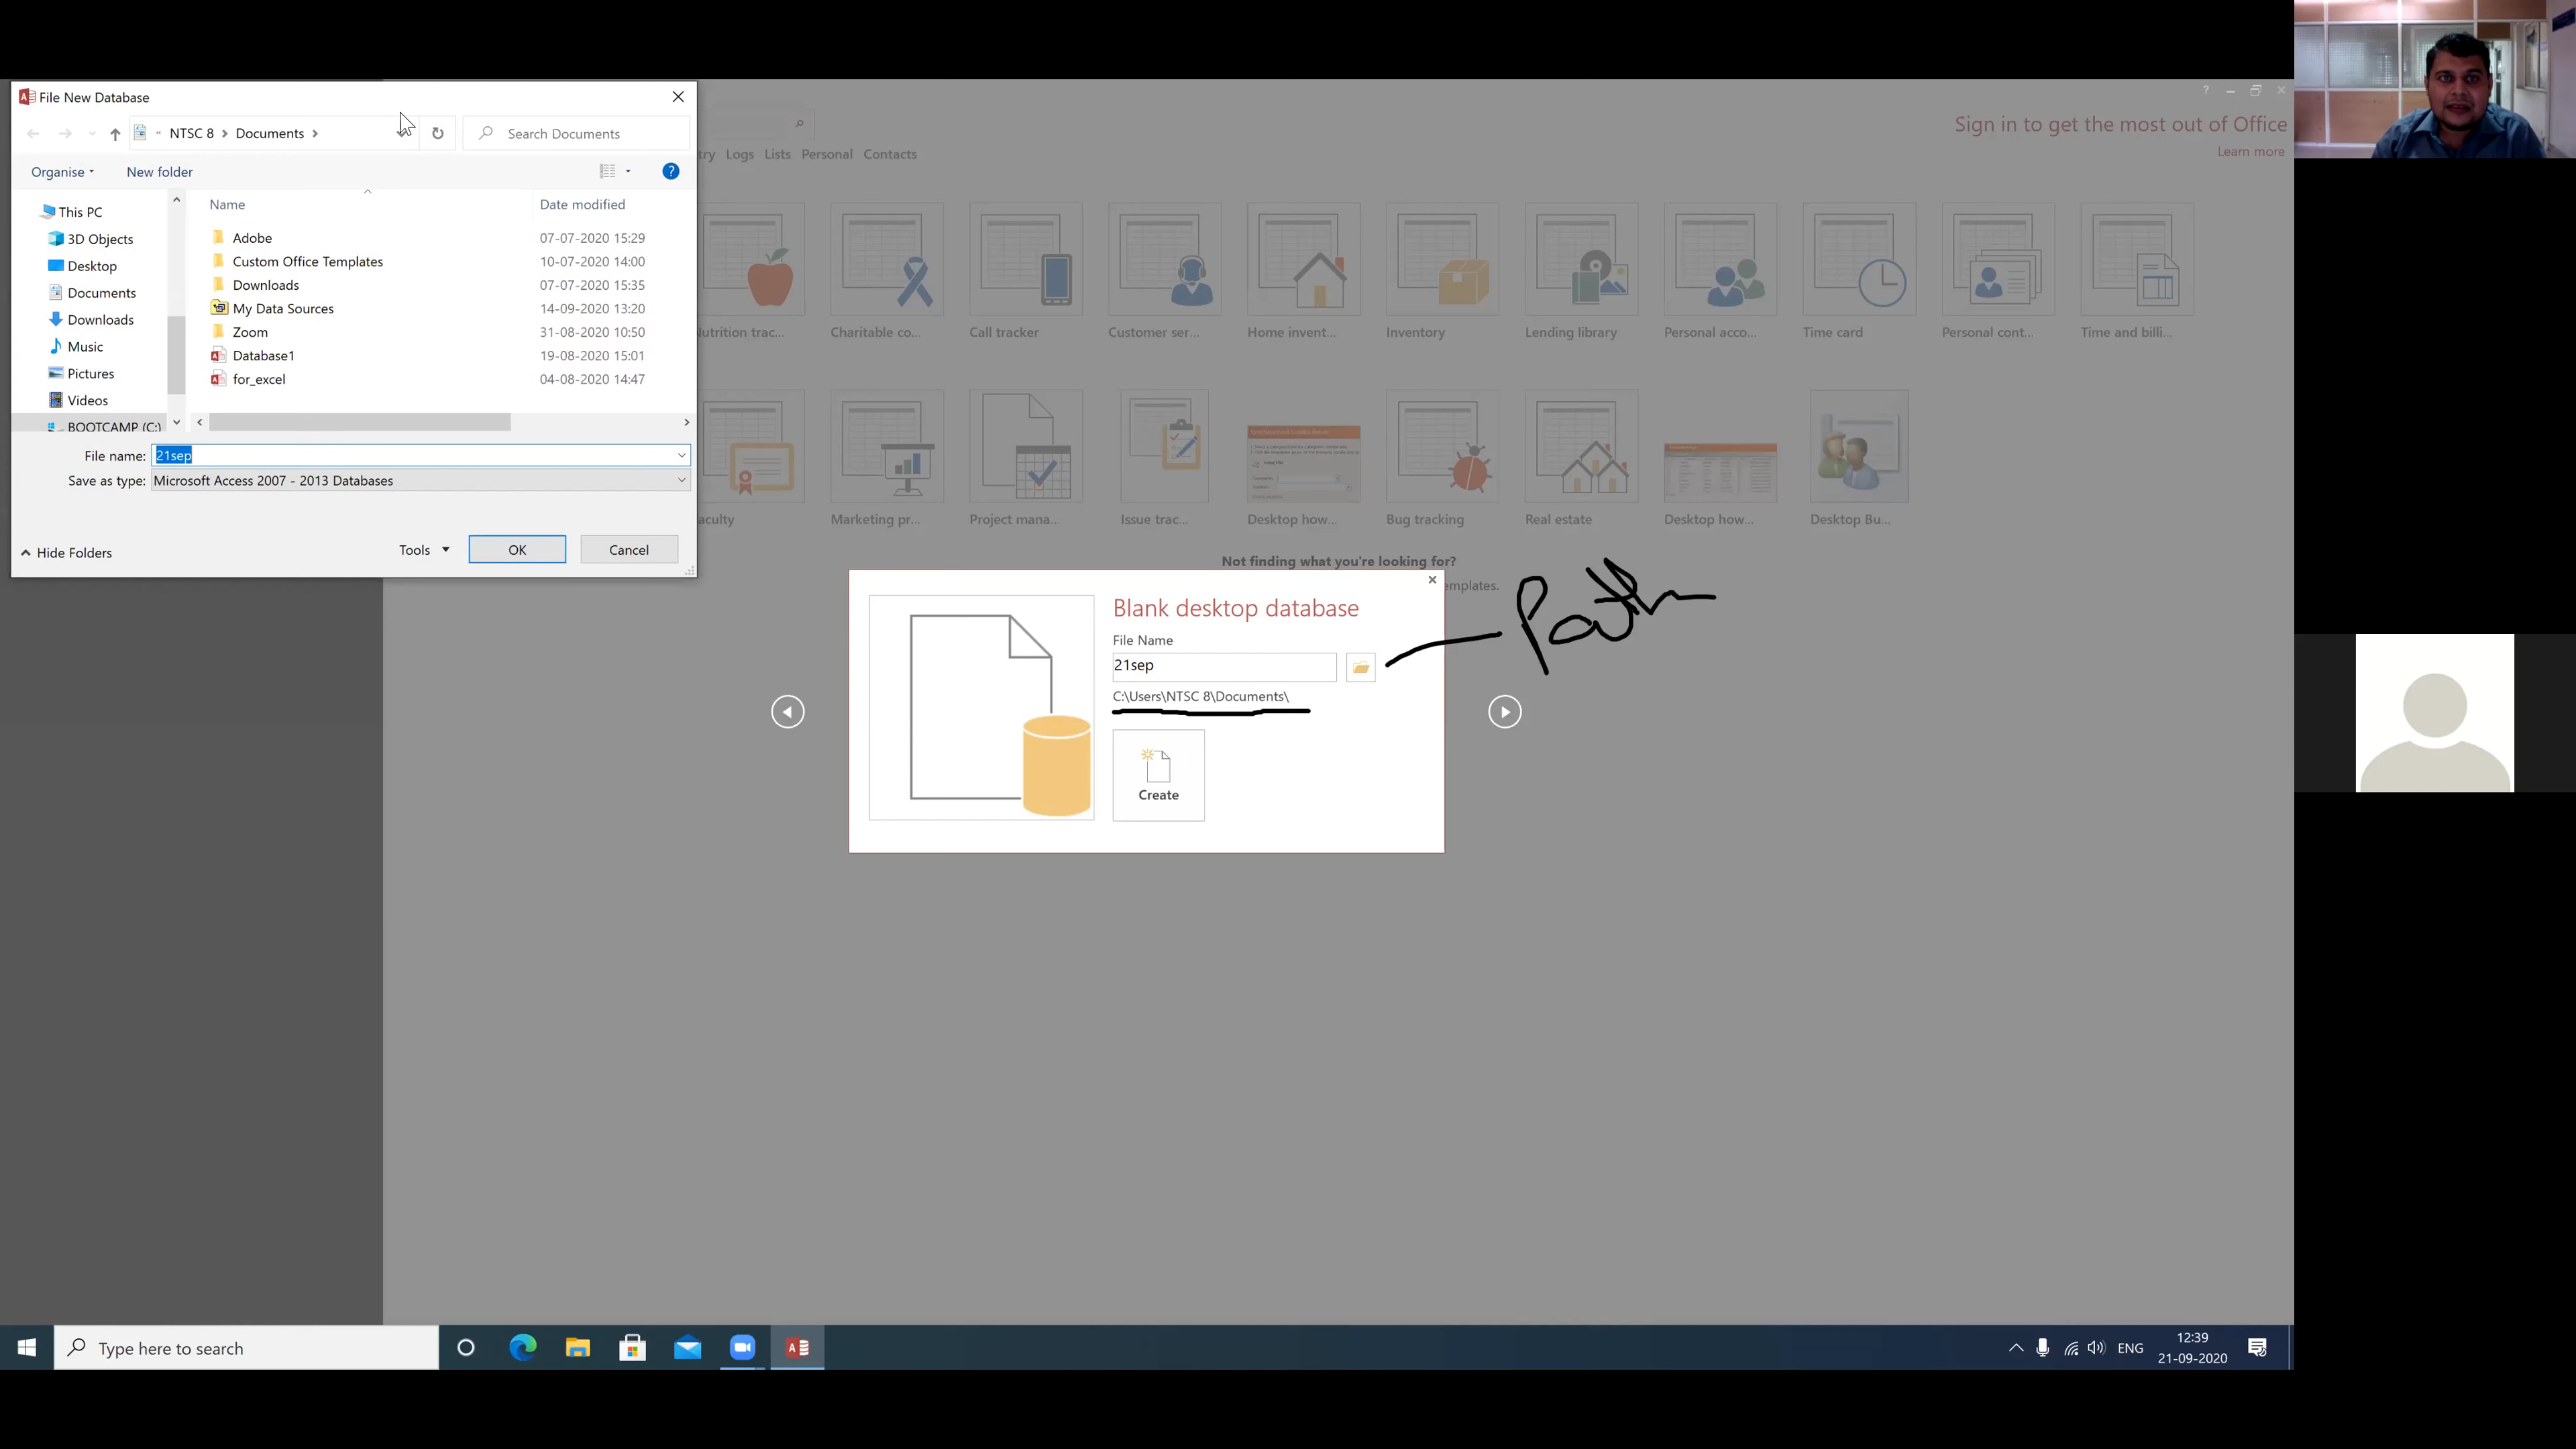 File New Database
NTSC 8 > Documents >
Search Documents
Organise
New folder
Name
Date modified
This PC
3D Objects
Desktop
Documents
Downloads
Music
Pictures
Videos
BOOTCAMP (C:)
Adobe 07-07-2020 15:29
Custom Office Templates 10-07-2020 14:00
Downloads 07-07-2020 15:35
My Data Sources 14-09-2020 13:20
Zoom 31-08-2020 10:50
Database1 19-08-2020 15:01
for_excel 04-08-2020 14:47
File name: 21sep
Save as type: Microsoft Access 2007 - 2013 Databases
Hide Folders
Tools
OK
Cancel
Sign in to get the most out of Office
Learn more
try Logs Lists Personal Contacts
Nutrition trac... Charitable co... Call tracker Customer ser... Home invent... Inventory Lending library Personal acco... Time card Personal cont... Time and billi...
aculty Marketing pr... Project mana... Issue trac... Desktop how... Bug tracking Real estate Desktop how... Desktop Bu...
Not finding what you're looking for?
emplates.
Blank desktop database
File Name
21sep
C:\Users\NTSC 8\Documents\
Create
Path
Type here to search
ENG
12:39
21-09-2020